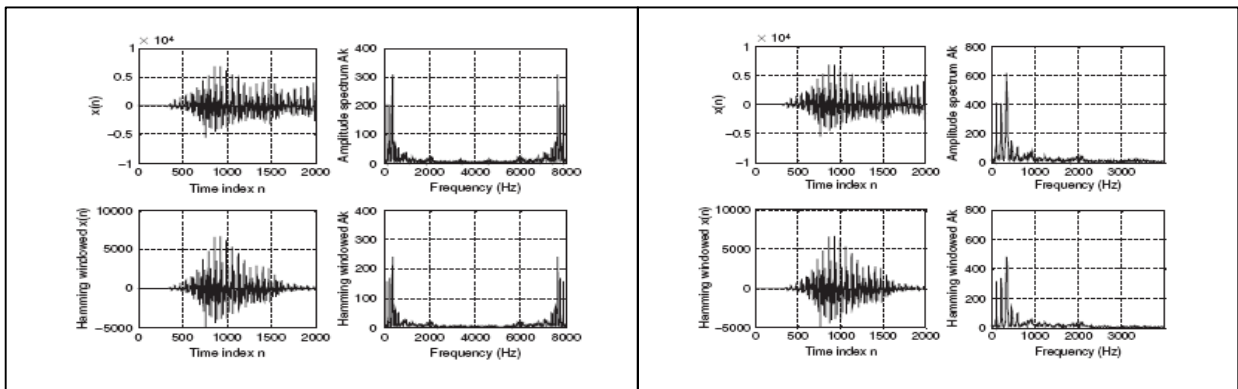 × 10⁴
1
0.5
0
−0.5
−1
x(n)
0 500 1000 1500 2000
Time index n
400
300
200
100
0
Amplitude spectrum Ak
0 2000 4000 6000 8000
Frequency (Hz)
10000
5000
0
−5000
Hamming windowed x(n)
0 500 1000 1500 2000
Time index n
400
300
200
100
0
Hamming windowed Ak
0 2000 4000 6000 8000
Frequency (Hz)
× 10⁴
1
0.5
0
−0.5
−1
x(n)
0 500 1000 1500 2000
Time index n
800
600
400
200
0
Amplitude spectrum Ak
0 1000 2000 3000
Frequency (Hz)
10000
5000
0
−5000
Hamming windowed x(n)
0 500 1000 1500 2000
Time index n
800
600
400
200
0
Hamming windowed Ak
0 1000 2000 3000
Frequency (Hz)